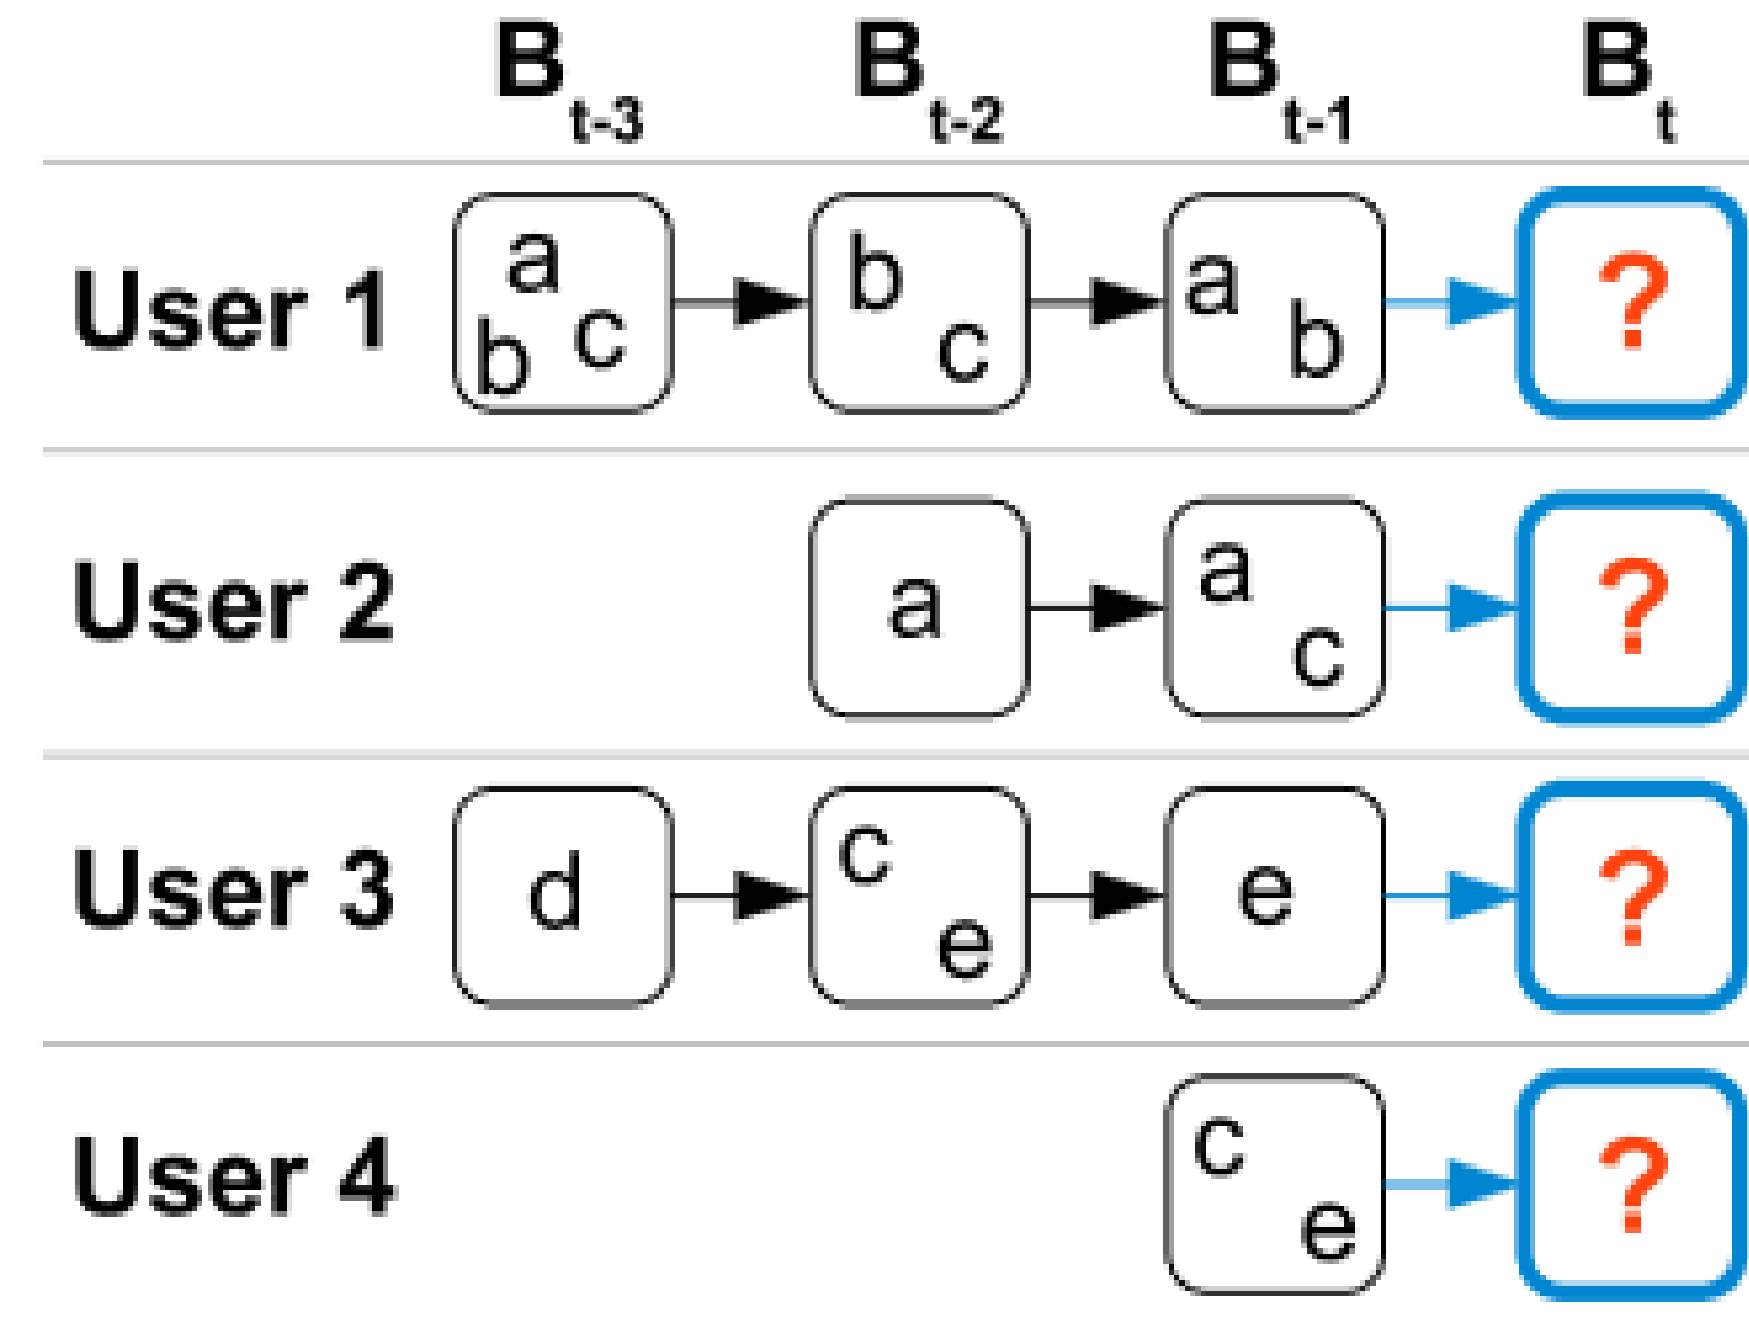 B t-3 B t-2 B t-1 B t
User 1 a b c b c a b ?
User 2 a a c ?
User 3 d c e e ?
User 4 c e ?